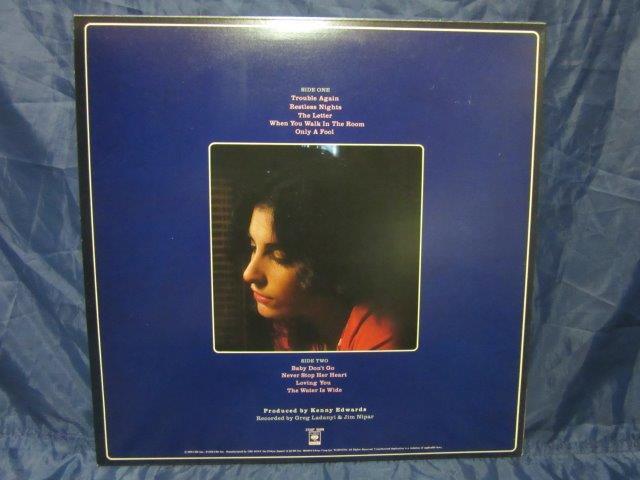 SIDE ONE
Trouble Again
Restless Nights
The Letter
When You Walk In The Room
Only A Fool
SIDE TWO
Baby Don't Go
Never Stop Her Heart
Loving You
The Water Is Wide
Produced by Kenny Edwards
Recorded by Greg Ladanyi & Jim Nipar